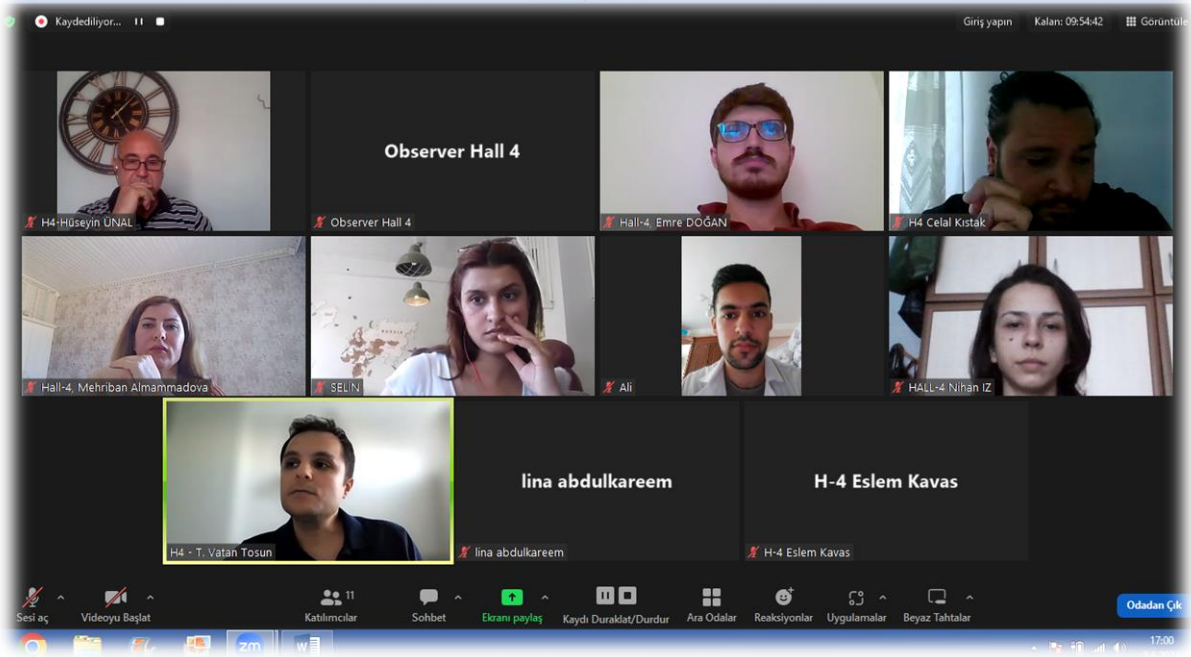 Kaydediliyor...
Giriş yapın
Kalan: 09:54:42
Görüntüle
H4-Hüseyin ÜNAL
Observer Hall 4
Observer Hall 4
Hall-4, Emre DOĞAN
H4 Celal Kıstak
Hall-4, Mehriban Almammadova
SELİN
Ali
HALL-4 Nihan IZ
H4 - T. Vatan Tosun
lina abdulkareem
lina abdulkareem
H-4 Eslem Kavas
H-4 Eslem Kavas
Sesi aç
Videoyu Başlat
11
Katılımcılar
Sohbet
Ekranı paylaş
Kaydı Duraklat/Durdur
Ara Odalar
Reaksiyonlar
Uygulamalar
Beyaz Tahtalar
Odadan Çık
zm
W
17:00